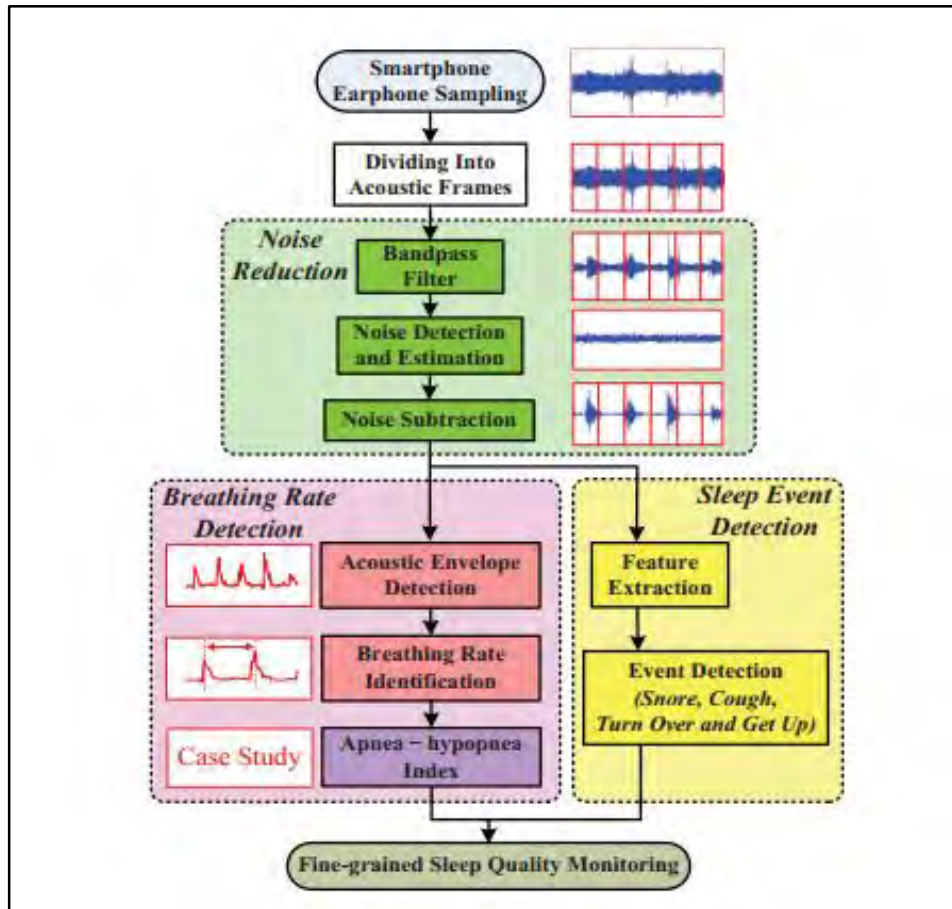 Smartphone
Earphone Sampling
Dividing Into
Acoustic Frames
Noise
Reduction
Bandpass
Filter
Noise Detection
and Estimation
Noise Subtraction
Breathing Rate
Detection
Acoustic Envelope
Detection
Breathing Rate
Identification
Case Study
Apnea − hypopnea
Index
Sleep Event
Detection
Feature
Extraction
Event Detection
(Snore, Cough,
Turn Over and Get Up)
Fine-grained Sleep Quality Monitoring